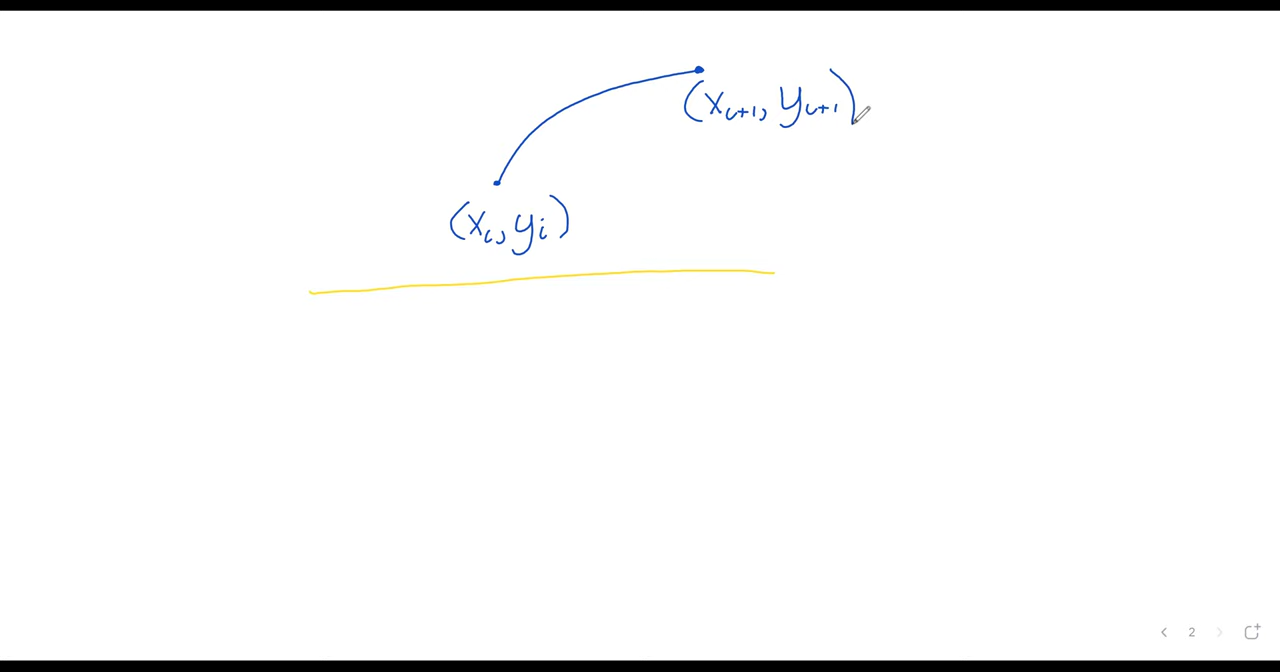 (x_{i+1}, y_{i+1})
(x_i, y_i)
2